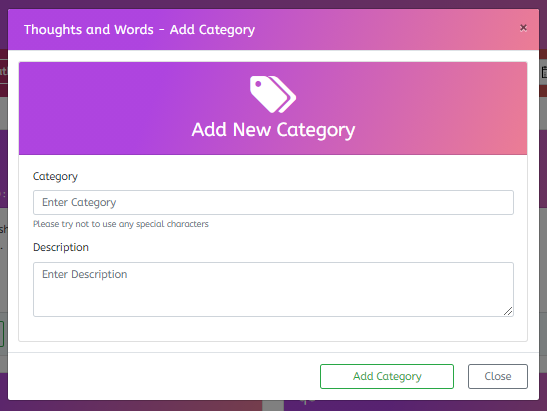 Thoughts and Words - Add Category
×
Add New Category
Category
Enter Category
Please try not to use any special characters
Description
Enter Description
Add Category
Close